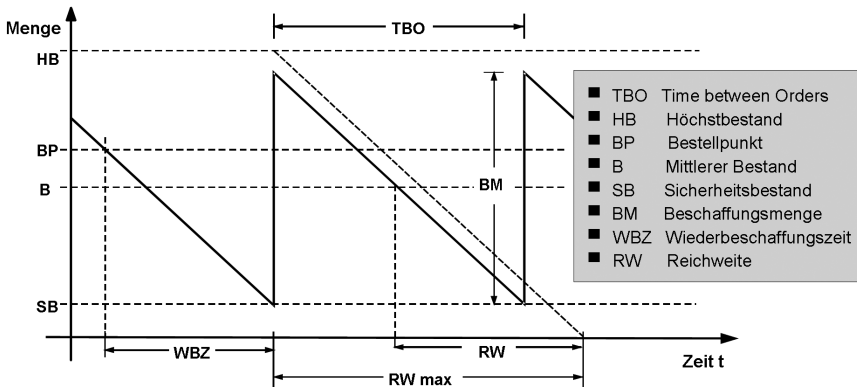 Menge
TBO
HB
BP
B
SB
BM
WBZ
RW
RW max
Zeit t
TBO Time between Orders
HB Höchstbestand
BP Bestellpunkt
B Mittlerer Bestand
SB Sicherheitsbestand
BM Beschaffungsmenge
WBZ Wiederbeschaffungszeit
RW Reichweite